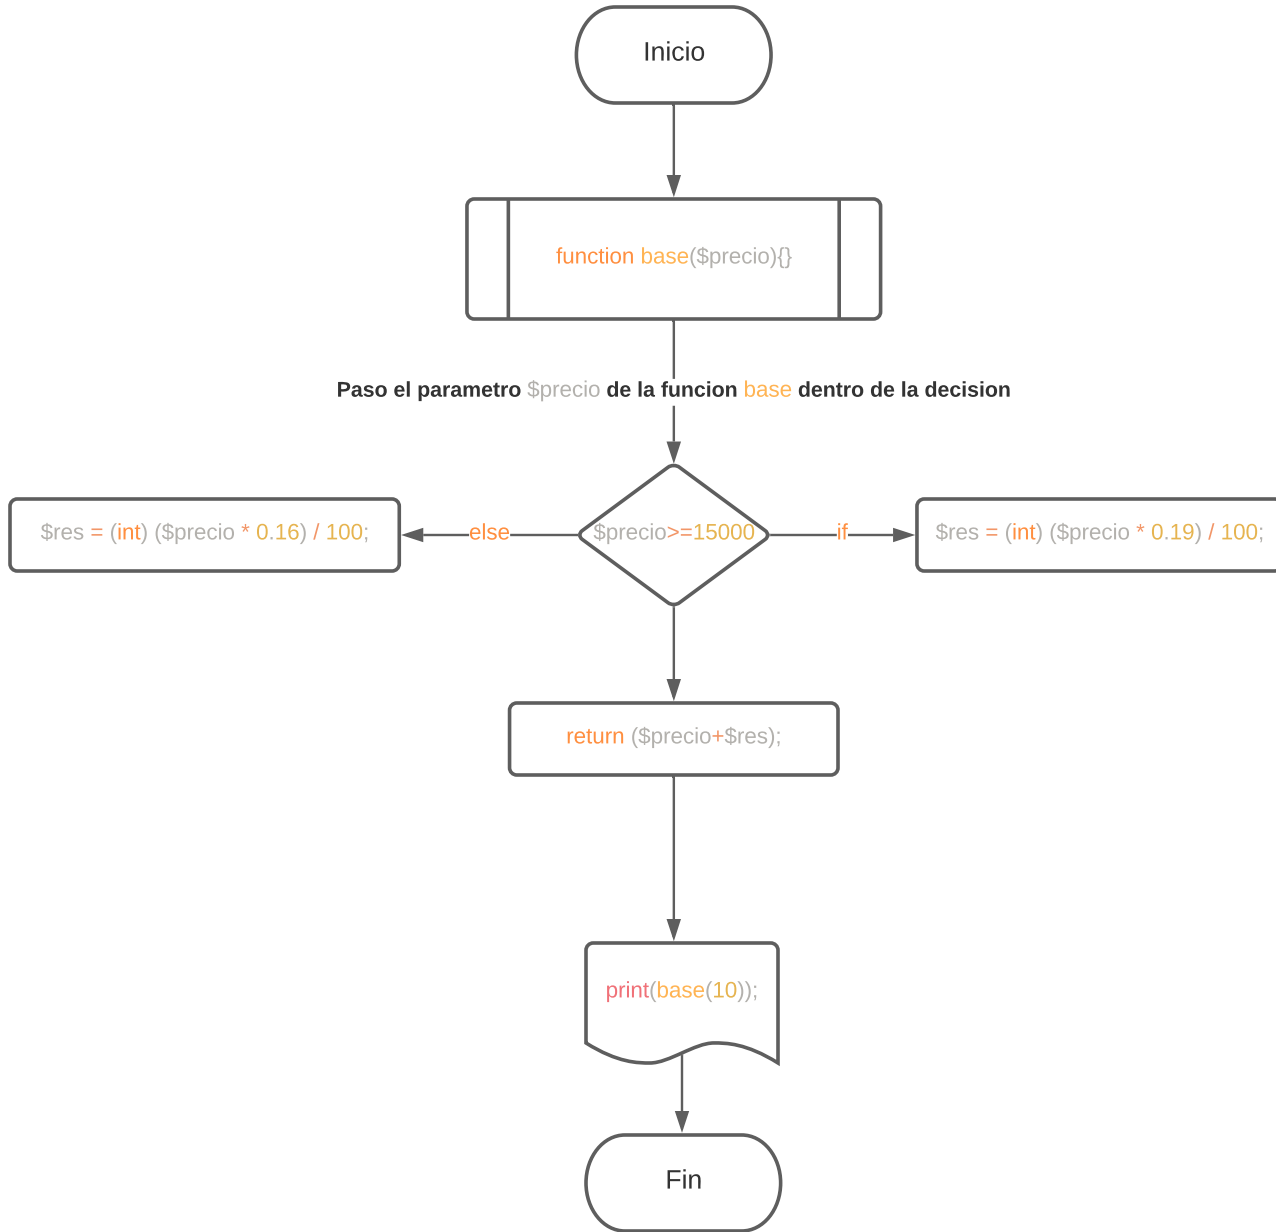 Inicio
function base($precio){}
Paso el parametro $precio de la funcion base dentro de la decision
$res = (int) ($precio * 0.16) / 100;
else
$precio>=15000
if
$res = (int) ($precio * 0.19) / 100;
return ($precio+$res);
print(base(10));
Fin